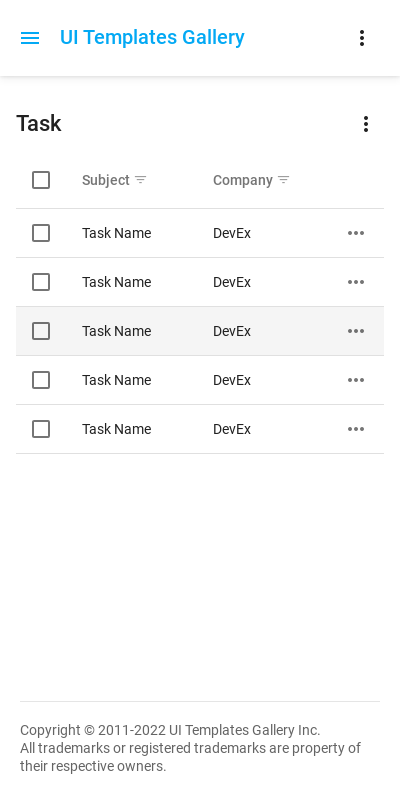 UI Templates Gallery
Task
Subject Company
Task Name DevEx
Task Name DevEx
Task Name DevEx
Task Name DevEx
Task Name DevEx
Copyright © 2011-2022 UI Templates Gallery Inc.
All trademarks or registered trademarks are property of
their respective owners.